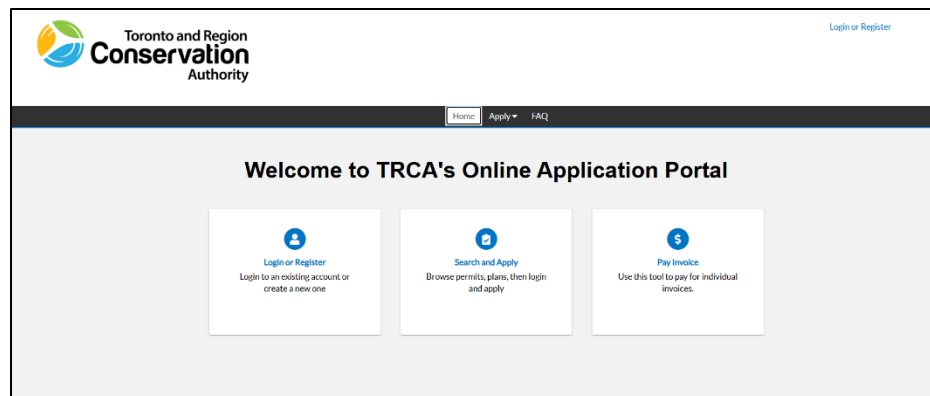 Toronto and Region
Conservation
Authority
Login or Register
Home Apply FAQ
Welcome to TRCA's Online Application Portal
Login or Register
Login to an existing account or
create a new one
Search and Apply
Browse permits, plans, then login
and apply
Pay Invoice
Use this tool to pay for individual
invoices.